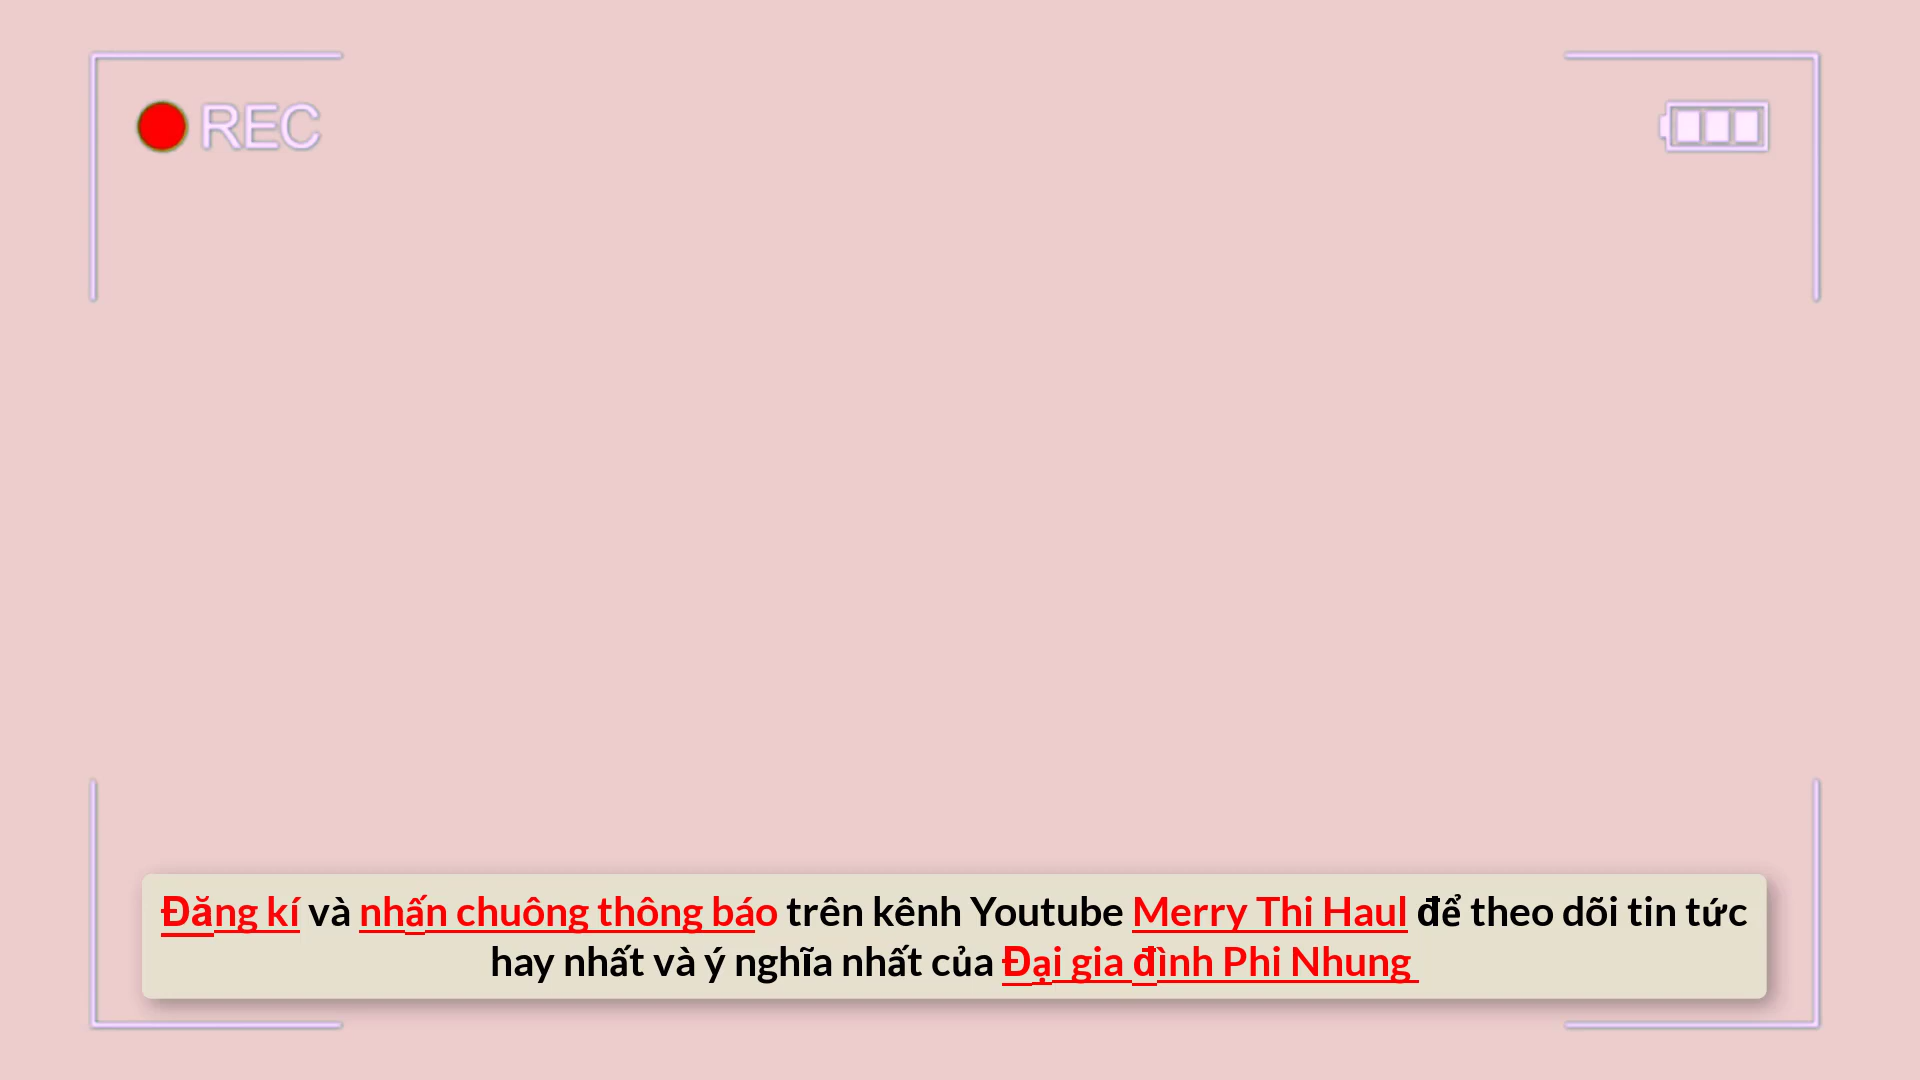 REC
Đăng kí và nhấn chuông thông báo trên kênh Youtube Merry Thi Haul để theo dõi tin tức
hay nhất và ý nghĩa nhất của Đại gia đình Phi Nhung